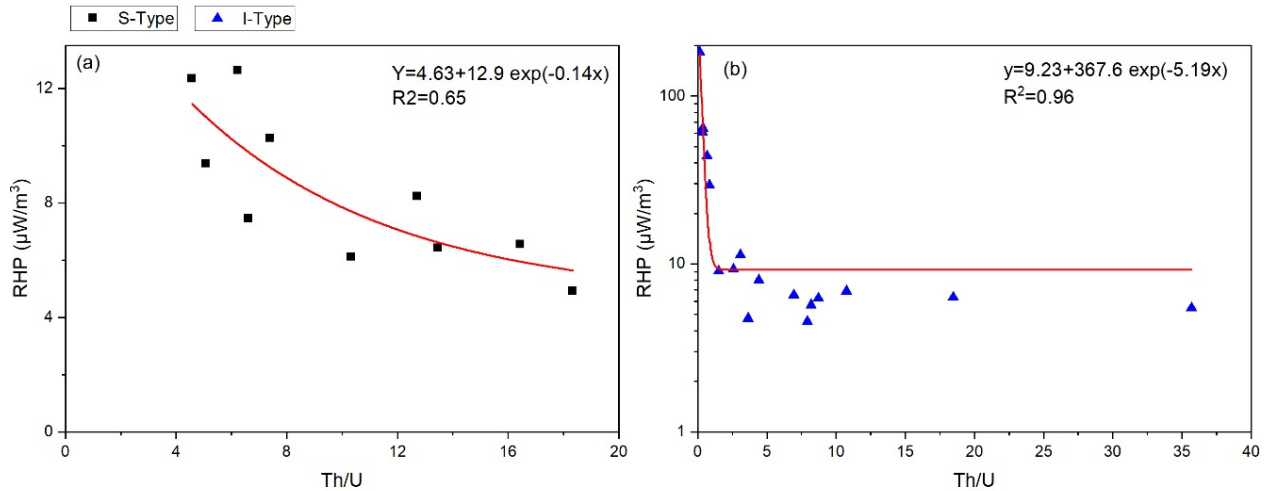 S-Type
I-Type
(a)
Y=4.63+12.9 exp(-0.14x)
R2=0.65
12
8
4
0
RHP (µW/m³)
0 4 8 12 16 20
Th/U
(b)
y=9.23+367.6 exp(-5.19x)
R²=0.96
100
10
1
RHP (µW/m³)
0 5 10 15 20 25 30 35 40
Th/U